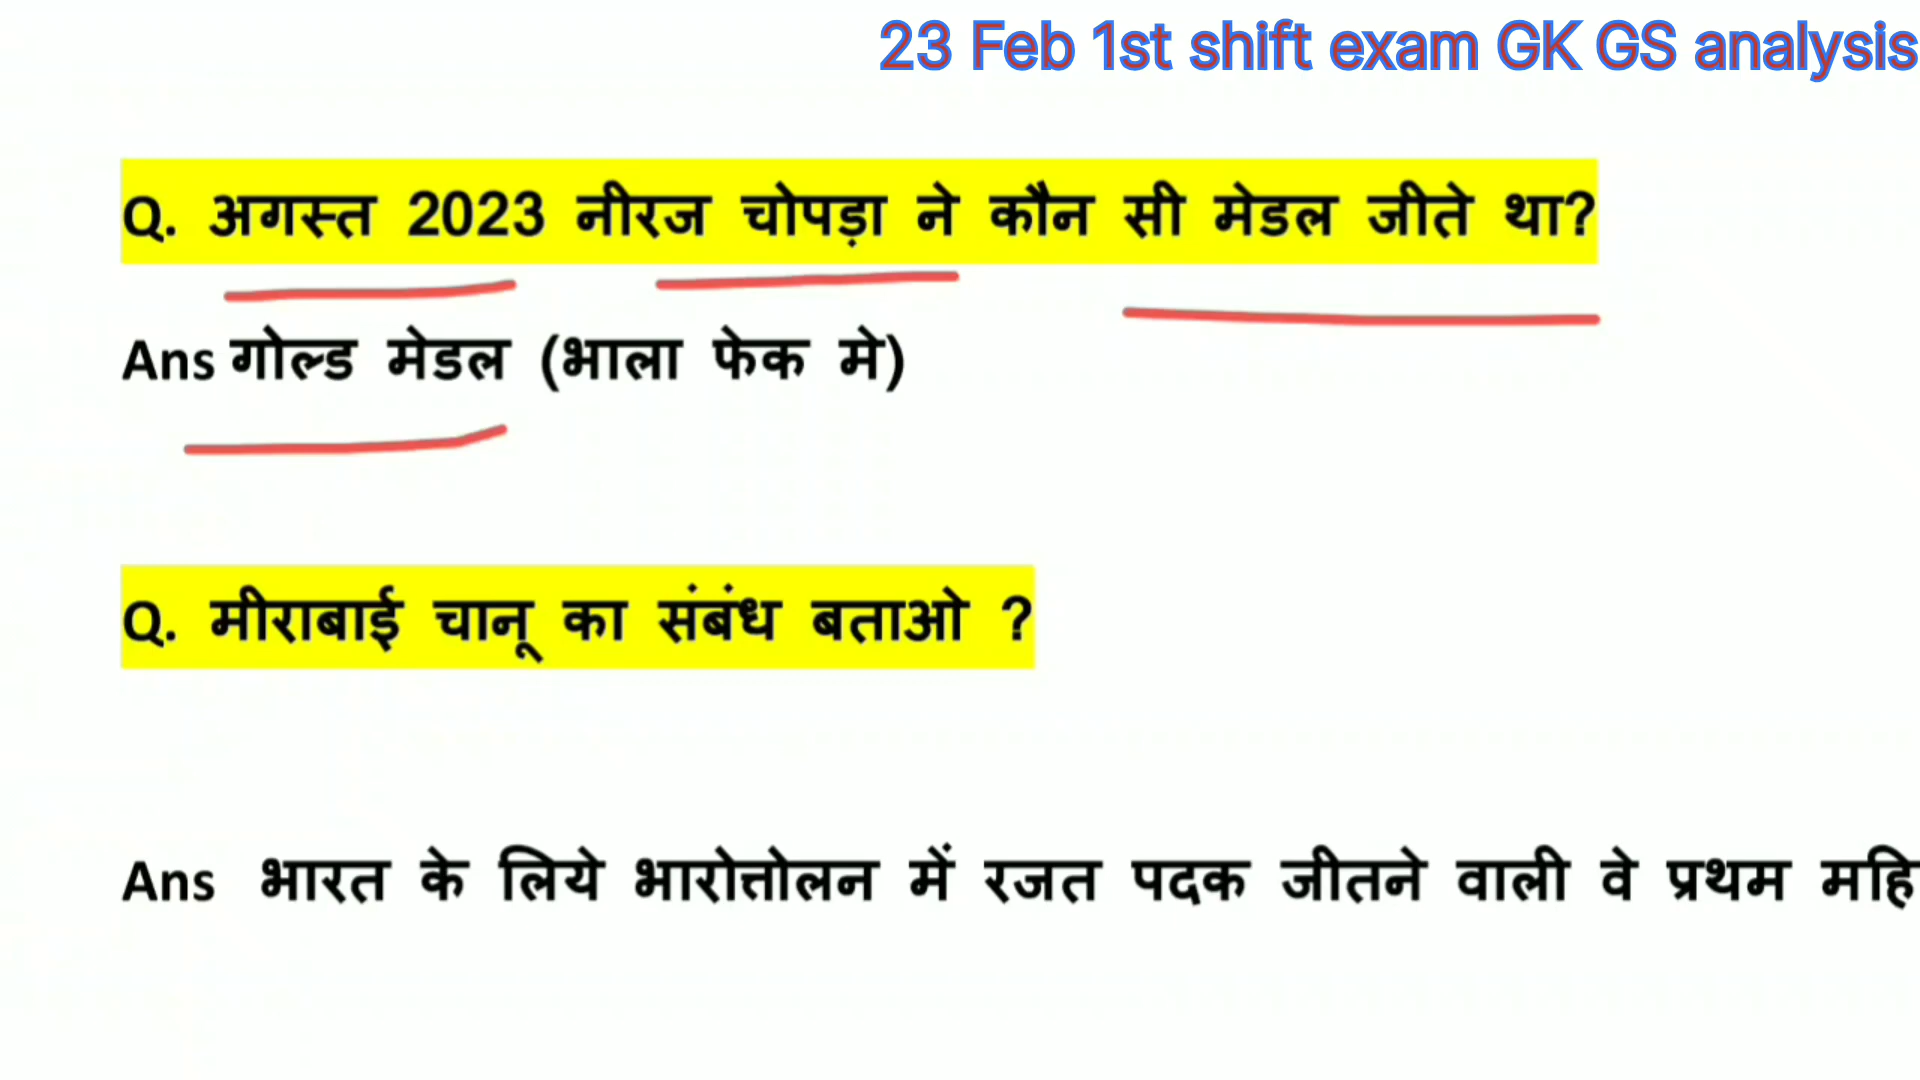 23 Feb 1st shift exam GK GS analysis
Q. अगस्त 2023 नीरज चोपड़ा ने कौन सी मेडल जीते था?
Ans गोल्ड मेडल (भाला फेक मे)
Q. मीराबाई चानू का संबंध बताओ ?
Ans भारत के लिये भारोत्तोलन में रजत पदक जीतने वाली वे प्रथम